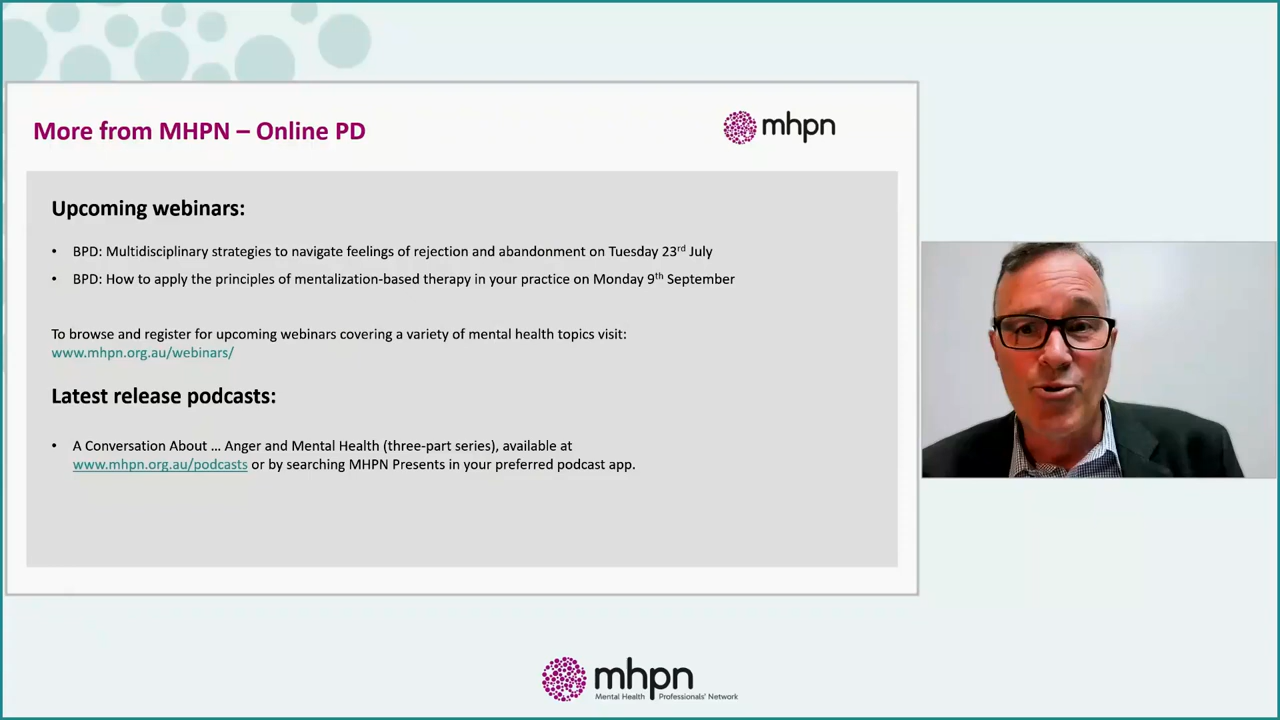 More from MHPN – Online PD
mhpn
Upcoming webinars:
• BPD: Multidisciplinary strategies to navigate feelings of rejection and abandonment on Tuesday 23rd July
• BPD: How to apply the principles of mentalization-based therapy in your practice on Monday 9th September
To browse and register for upcoming webinars covering a variety of mental health topics visit:
www.mhpn.org.au/webinars/
Latest release podcasts:
• A Conversation About ... Anger and Mental Health (three-part series), available at
www.mhpn.org.au/podcasts or by searching MHPN Presents in your preferred podcast app.
mhpn
Mental Health Professionals' Network